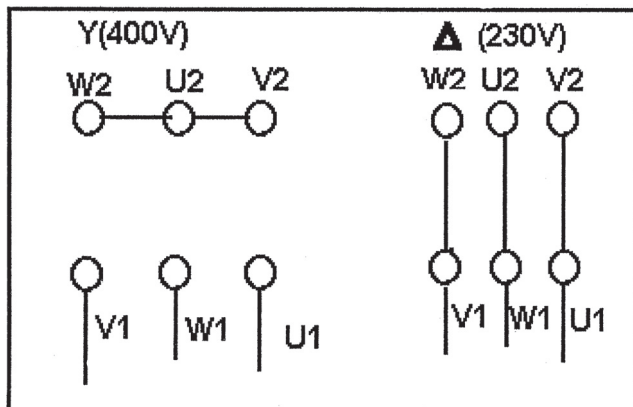 Y(400V) Δ (230V)
W2 U2 V2 W2 U2 V2
V1 W1 U1 V1 W1 U1